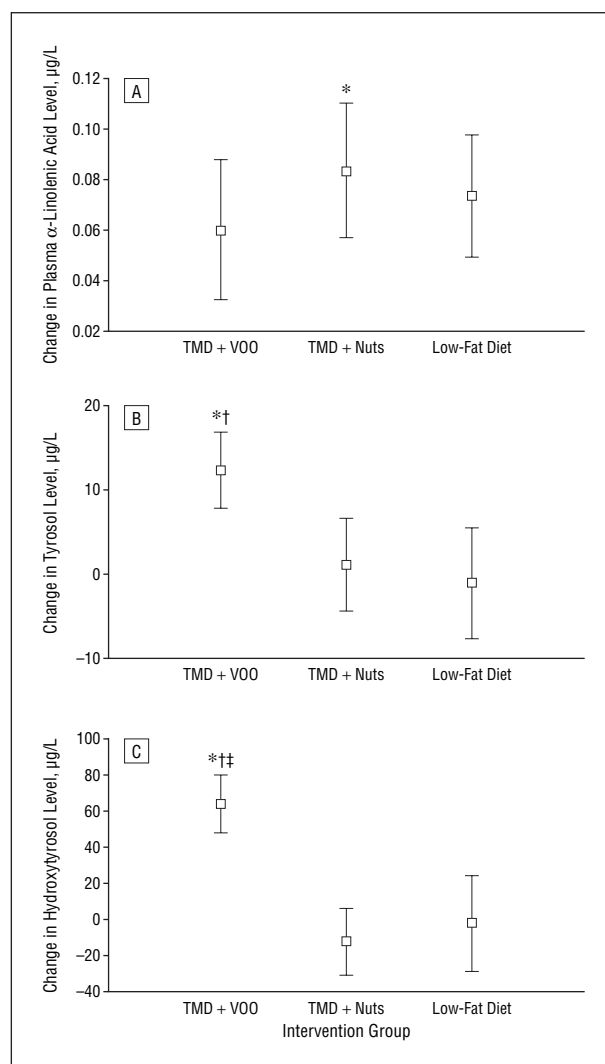 A
Change in Plasma α-Linolenic Acid Level, µg/L
0.12
0.10
0.08
0.06
0.04
0.02
*
TMD + VOO
TMD + Nuts
Low-Fat Diet
B
Change in Tyrosol Level, µg/L
20
10
0
–10
*†
TMD + VOO
TMD + Nuts
Low-Fat Diet
C
Change in Hydroxytyrosol Level, µg/L
100
80
60
40
20
0
–20
–40
*†‡
TMD + VOO
TMD + Nuts
Low-Fat Diet
Intervention Group